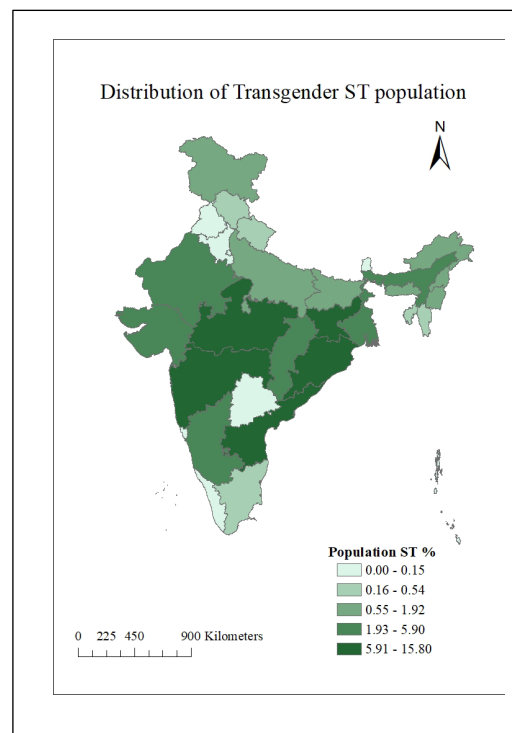 Distribution of Transgender ST population
N
Population ST %
0.00 - 0.15
0.16 - 0.54
0.55 - 1.92
1.93 - 5.90
5.91 - 15.80
0 225 450 900 Kilometers